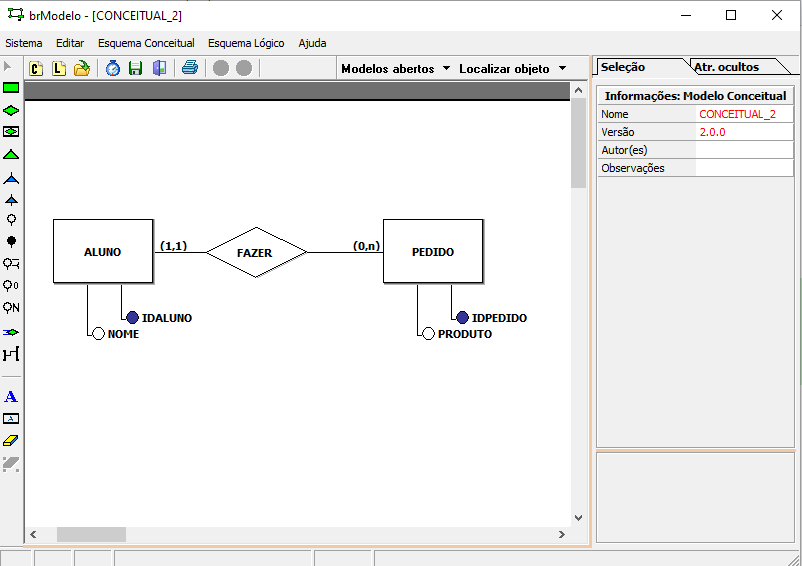 brModelo - [CONCEITUAL_2]
Sistema Editar Esquema Conceitual Esquema Lógico Ajuda
C L Modelos abertos Localizar objeto
Seleção Atr. ocultos
Informações: Modelo Conceitual
Nome CONCEITUAL_2
Versão 2.0.0
Autor(es)
Observações
0
N
A
A
ALUNO (1,1) FAZER (0,n) PEDIDO
IDALUNO IDPEDIDO
NOME PRODUTO